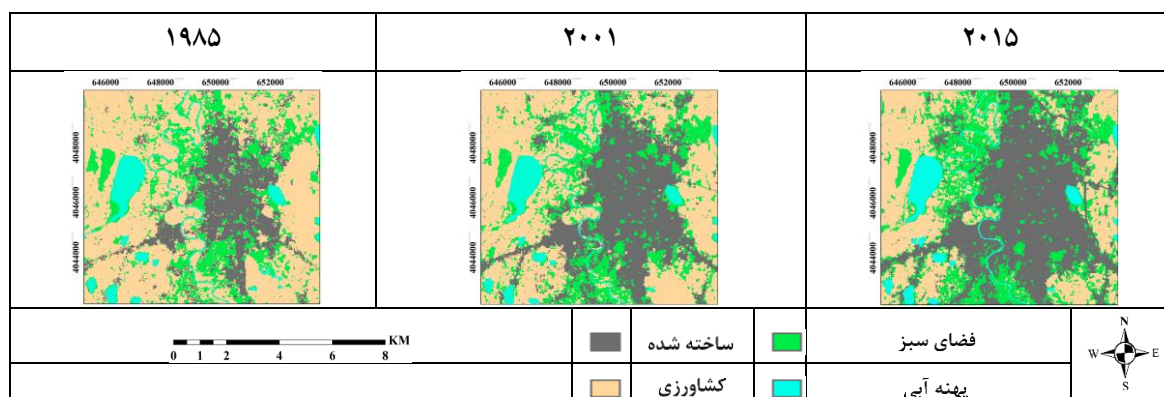 ۱۹۸۵ ۲۰۰۱ ۲۰۱۵
646000 648000 650000 652000 646000 648000 650000 652000 646000 648000 650000 652000
4048000 4046000 4044000 4048000 4046000 4044000 4048000 4046000 4044000
KM
0 1 2 4 6 8
ساخته شده
فضای سبز
کشاورزی
پهنه آبی
N
W E
S